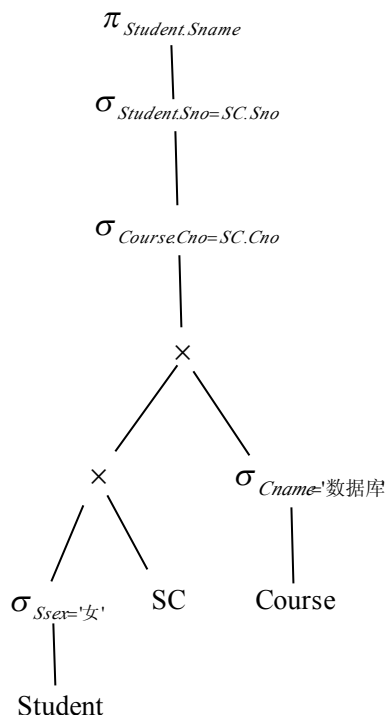 π Student.Sname
σ Student.Sno=SC.Sno
σ Course.Cno=SC.Cno
×
×
σ Cname='数据库'
σ Ssex='女'
SC
Course
Student